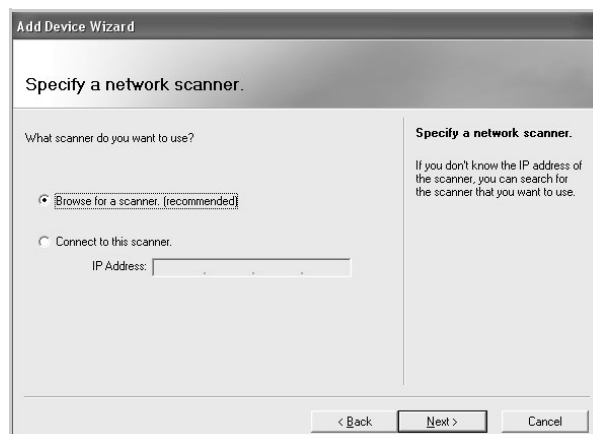 Add Device Wizard
Specify a network scanner.
What scanner do you want to use?
Browse for a scanner. (recommended)
Connect to this scanner.
IP Address: . . .
Specify a network scanner.
If you don't know the IP address of
the scanner, you can search for
the scanner that you want to use.
< Back
Next >
Cancel